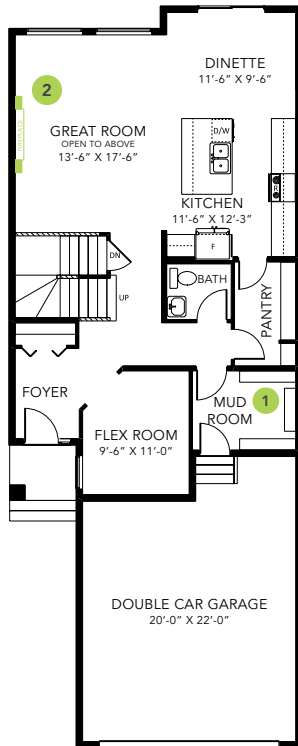 DINETTE
11'-6" X 9'-6"
2
FIREPLACE
GREAT ROOM
OPEN TO ABOVE
13'-6" X 17'-6"
D/W
R
KITCHEN
11'-6" X 12'-3"
F
DN
UP
BATH
PANTRY
FOYER
MUD
ROOM
1
FLEX ROOM
9'-6" X 11'-0"
DOUBLE CAR GARAGE
20'-0" X 22'-0"